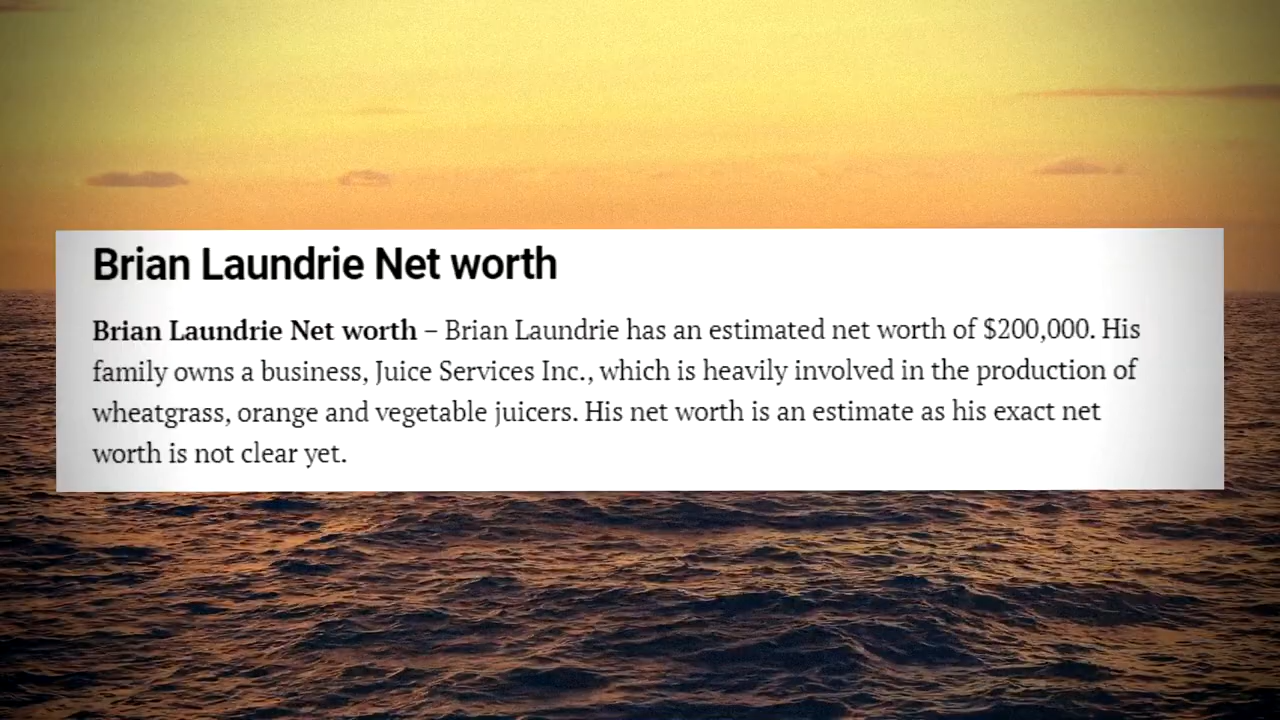 Brian Laundrie Net worth
Brian Laundrie Net worth – Brian Laundrie has an estimated net worth of $200,000. His
family owns a business, Juice Services Inc., which is heavily involved in the production of
wheatgrass, orange and vegetable juicers. His net worth is an estimate as his exact net
worth is not clear yet.